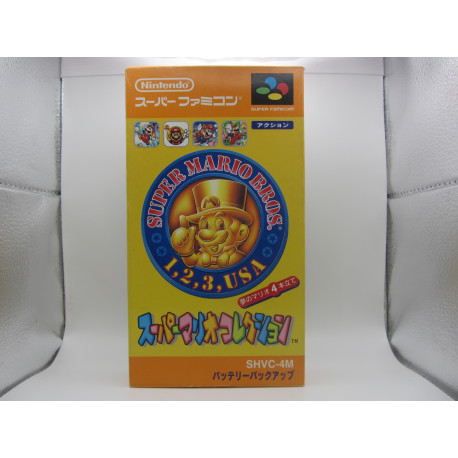 Nintendo
スーパーファミコン
SUPER FAMICOM
アクション
SUPER MARIO BROS.
1,2,3,USA
夢のマリオ4本立て
スーパーマリオコレクション
TM
SHVC-4M
バッテリーバックアップ